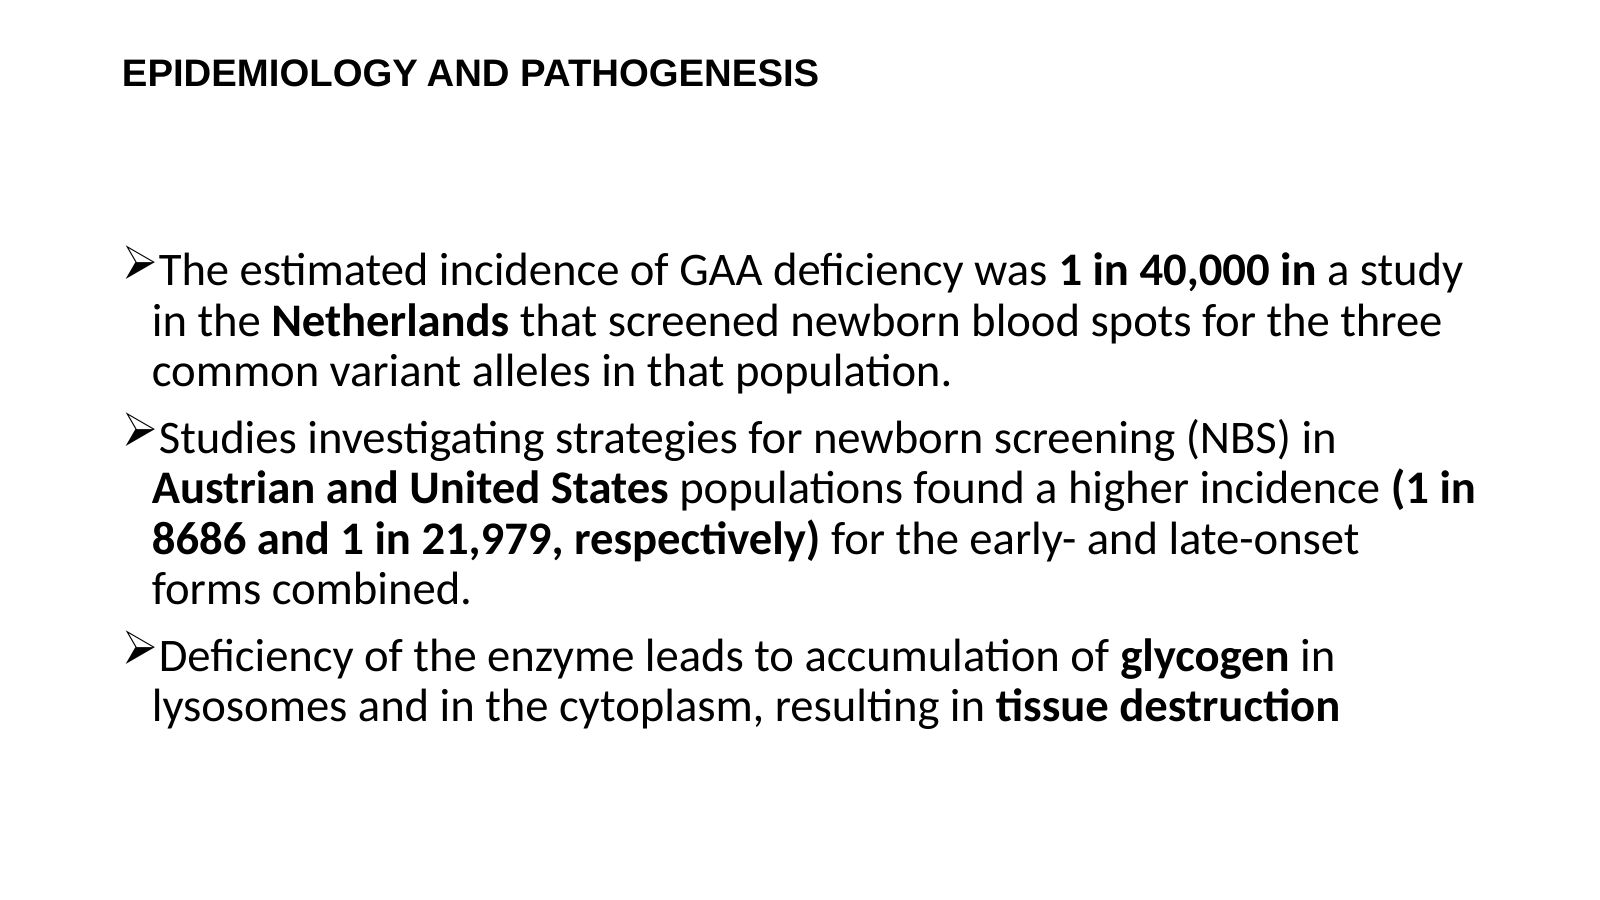 EPIDEMIOLOGY AND PATHOGENESIS
➢The estimated incidence of GAA deficiency was 1 in 40,000 in a study
in the Netherlands that screened newborn blood spots for the three
common variant alleles in that population.
➢Studies investigating strategies for newborn screening (NBS) in
Austrian and United States populations found a higher incidence (1 in
8686 and 1 in 21,979, respectively) for the early- and late-onset
forms combined.
➢Deficiency of the enzyme leads to accumulation of glycogen in
lysosomes and in the cytoplasm, resulting in tissue destruction